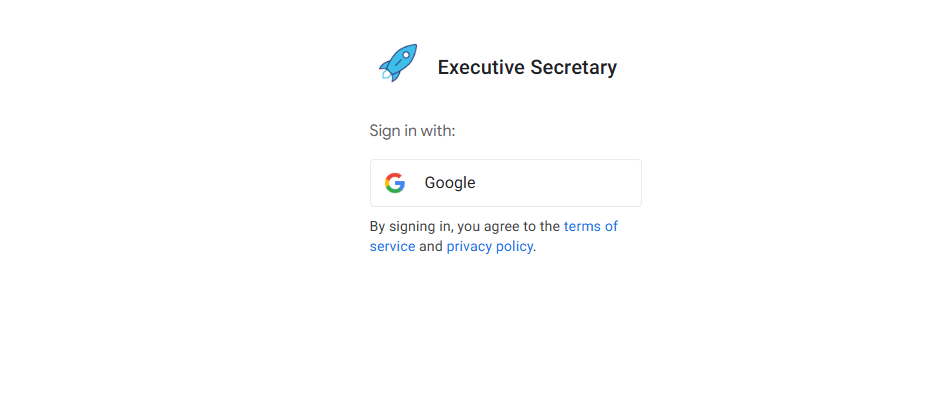 Executive Secretary
Sign in with:
Google
By signing in, you agree to the terms of
service and privacy policy.